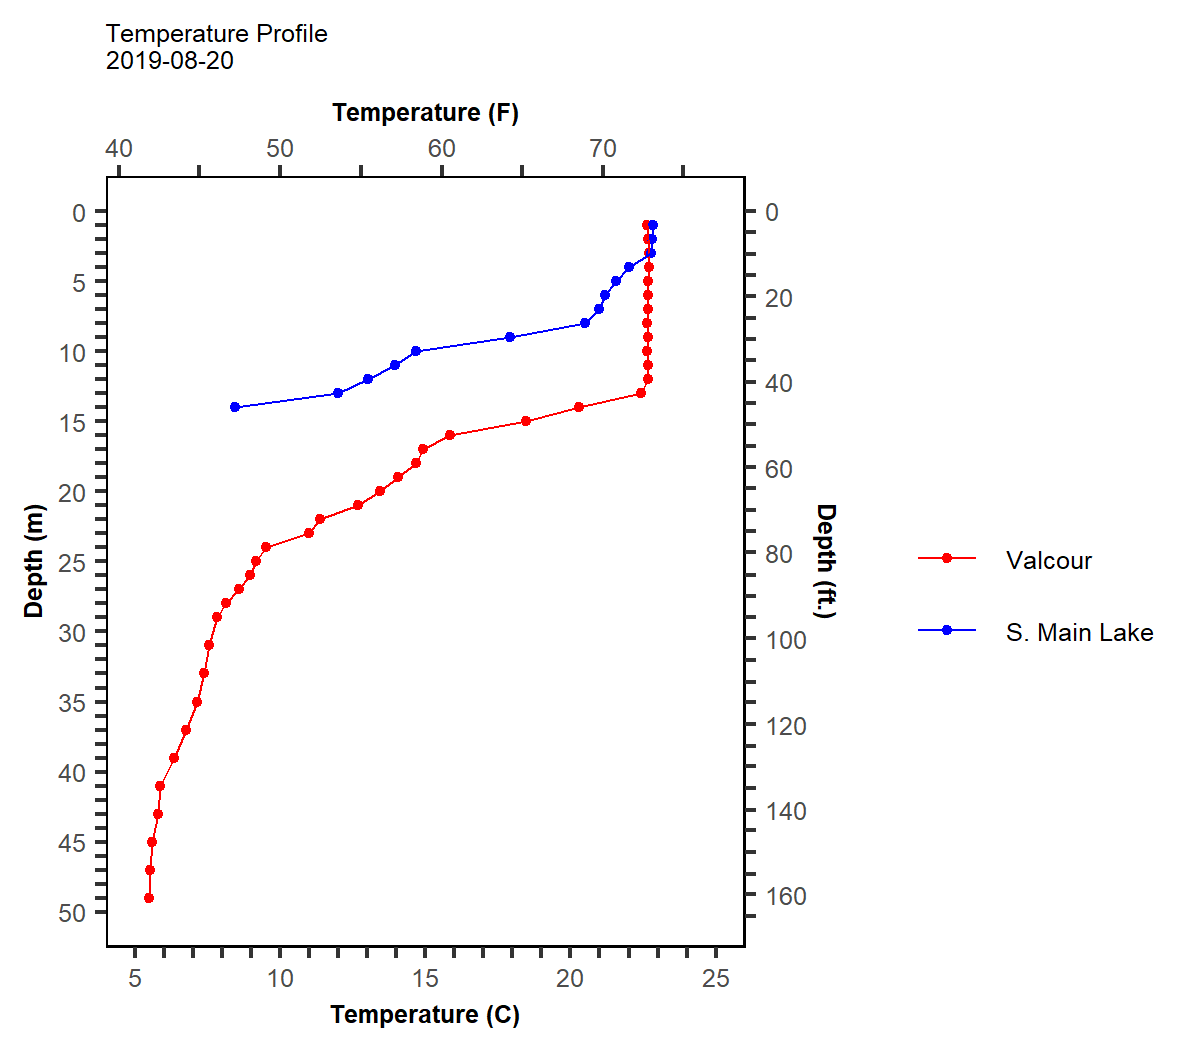 Temperature Profile
2019-08-20
Temperature (F)
40 50 60 70
0 5 10 15 20 25 30 35 40 45 50
Depth (m)
0 20 40 60 80 100 120 140 160
Depth (ft.)
5 10 15 20 25
Temperature (C)
Valcour
S. Main Lake